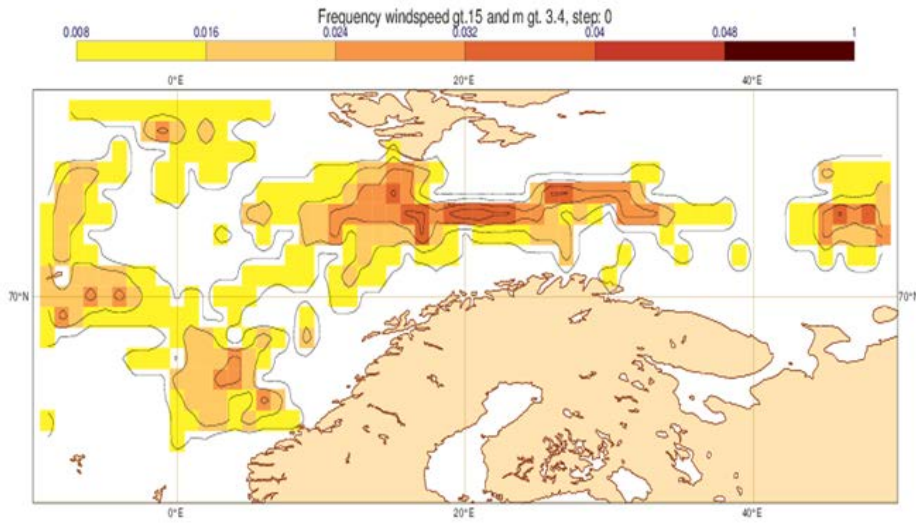 Frequency windspeed gt.15 and m gt. 3.4, step: 0
0.008 0.016 0.024 0.032 0.04 0.048 1
0°E 20°E 40°E
70°N 70°N
0°E 20°E 40°E